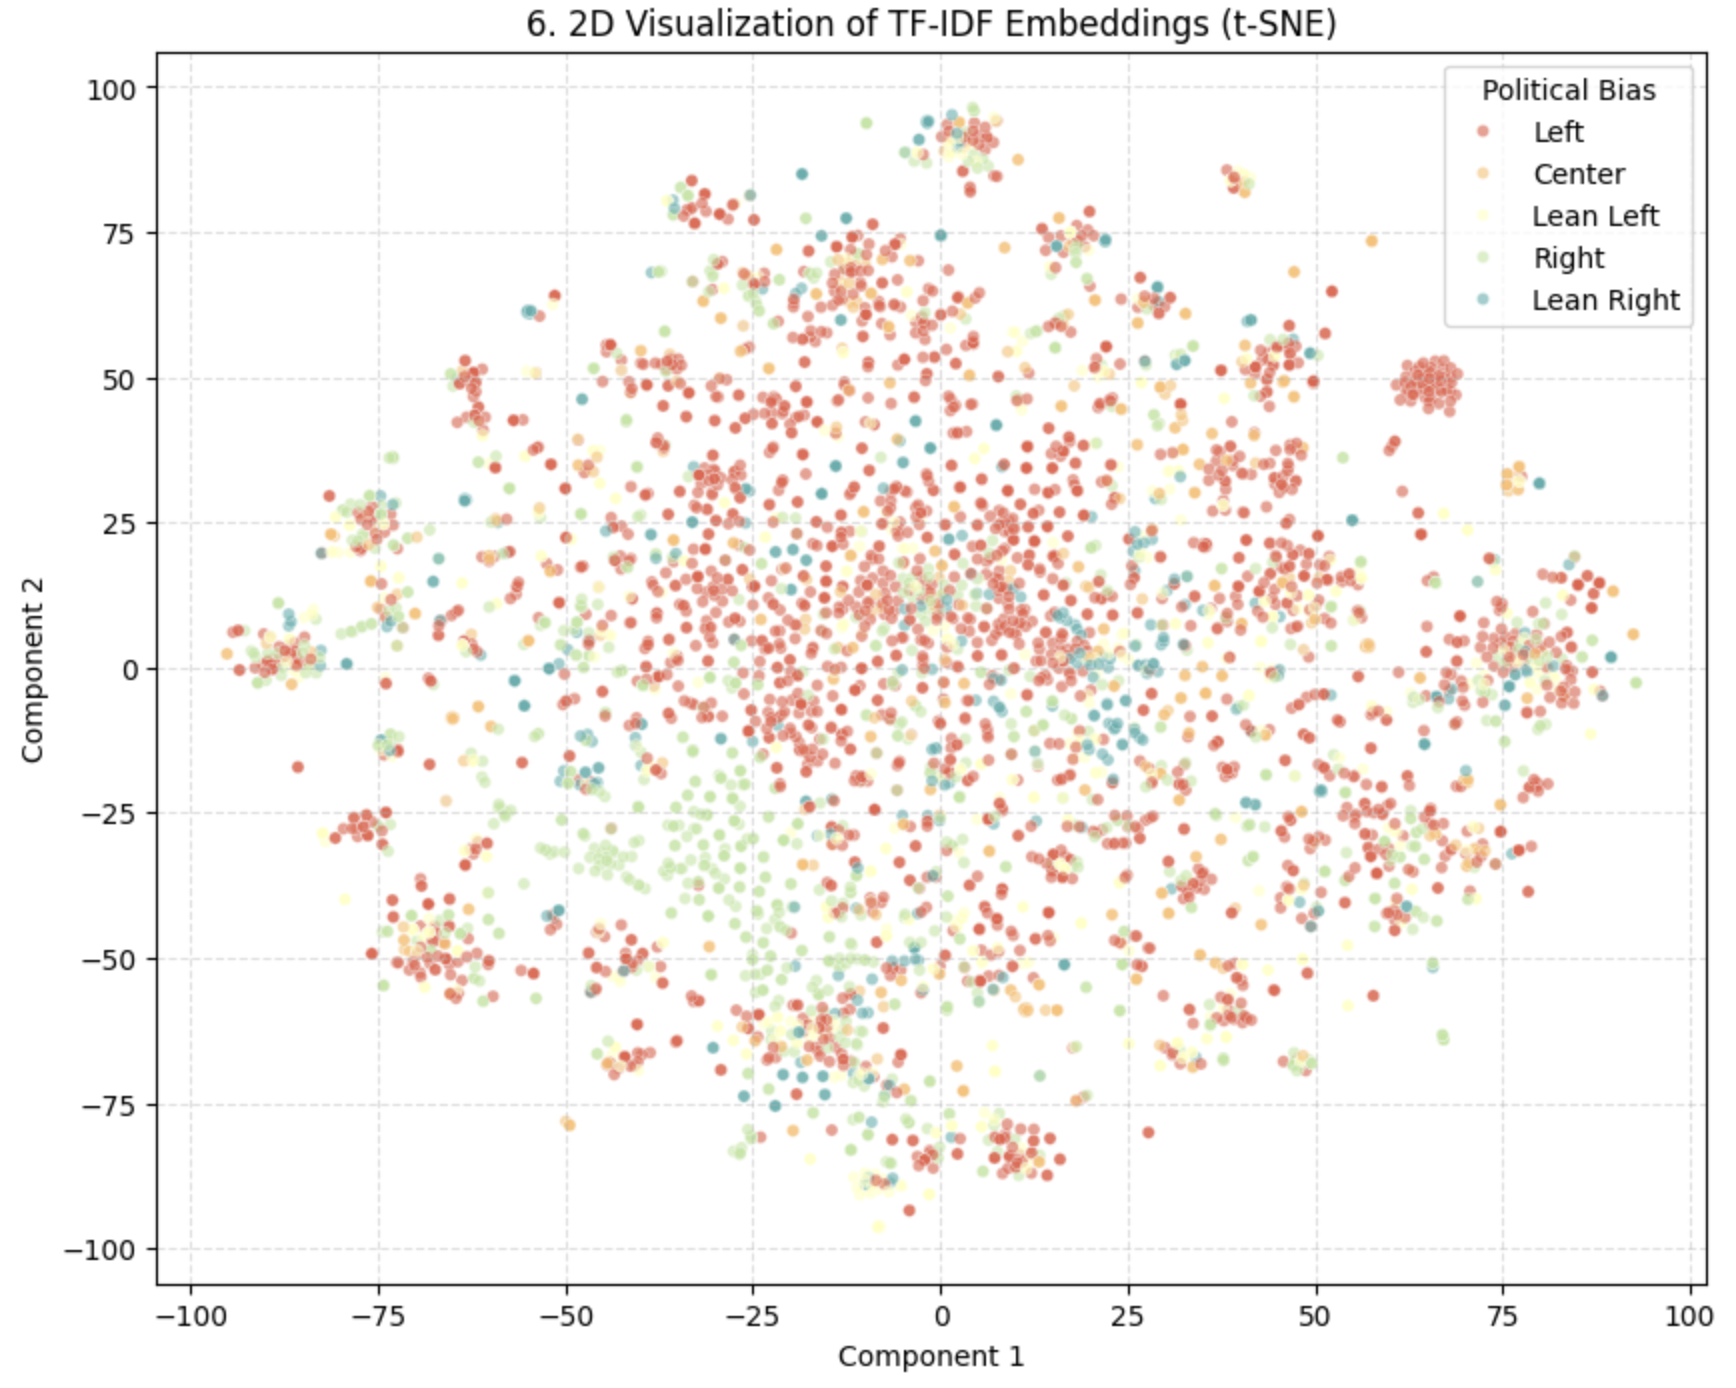 6. 2D Visualization of TF-IDF Embeddings (t-SNE)
Political Bias
Left
Center
Lean Left
Right
Lean Right
100
75
50
25
0
−25
−50
−75
−100
Component 2
−100
−75
−50
−25
0
25
50
75
100
Component 1